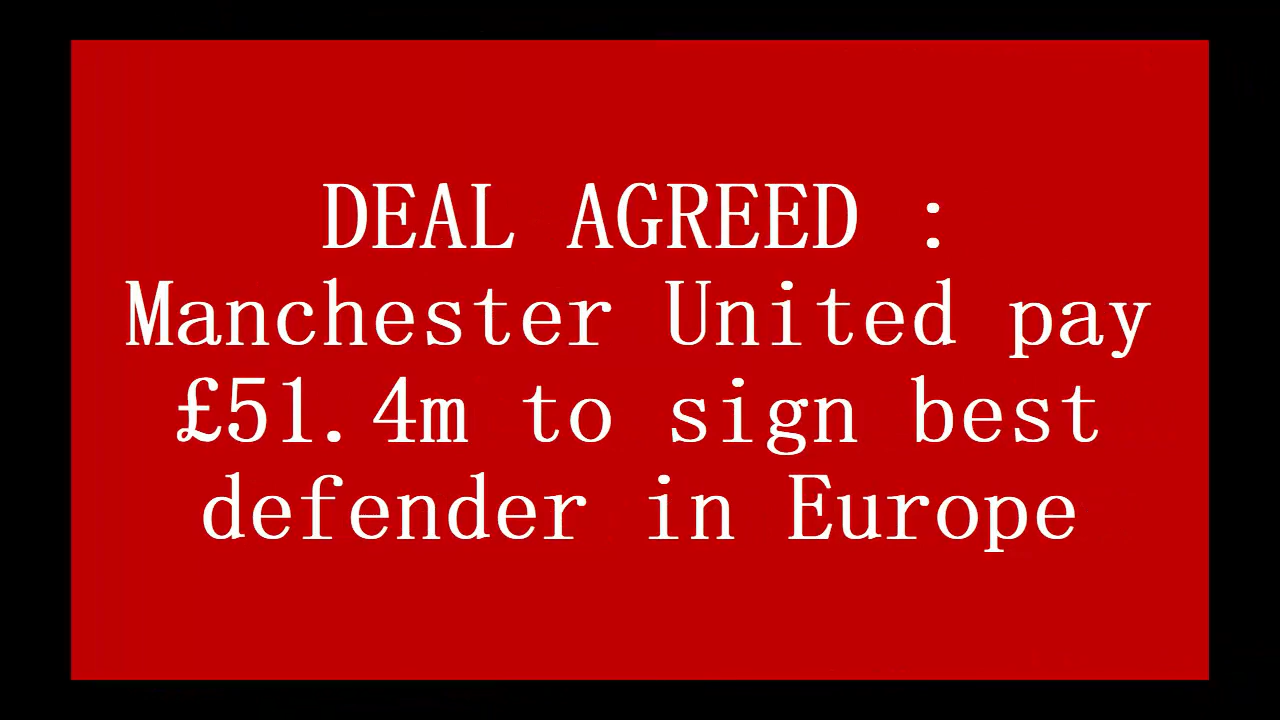 DEAL AGREED :
Manchester United pay
£51.4m to sign best
defender in Europe